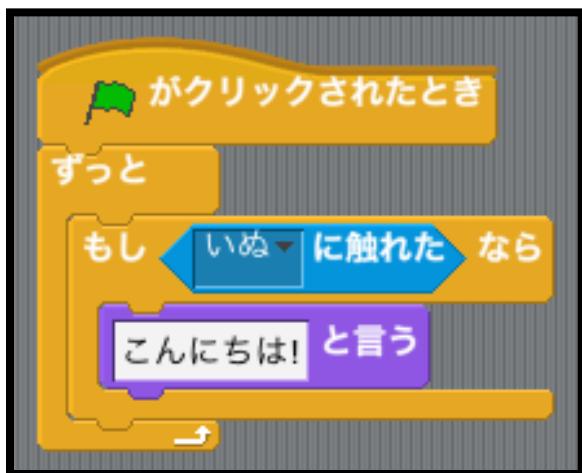 がクリックされたとき
ずっと
もし いぬ に触れた なら
こんにちは! と言う